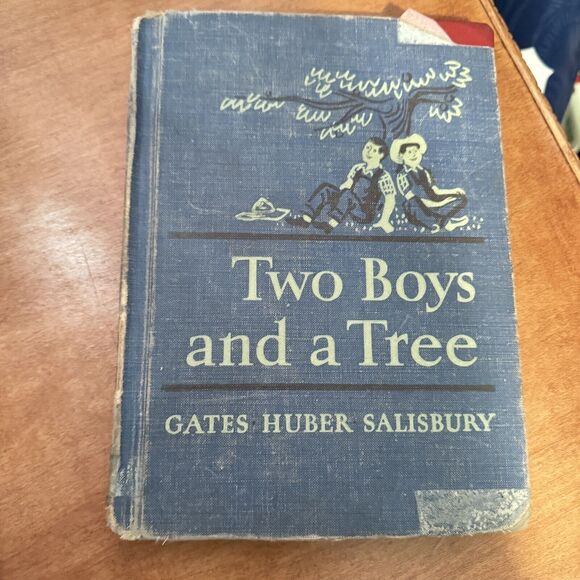 Two Boys
and a Tree
GATES HUBER SALISBURY